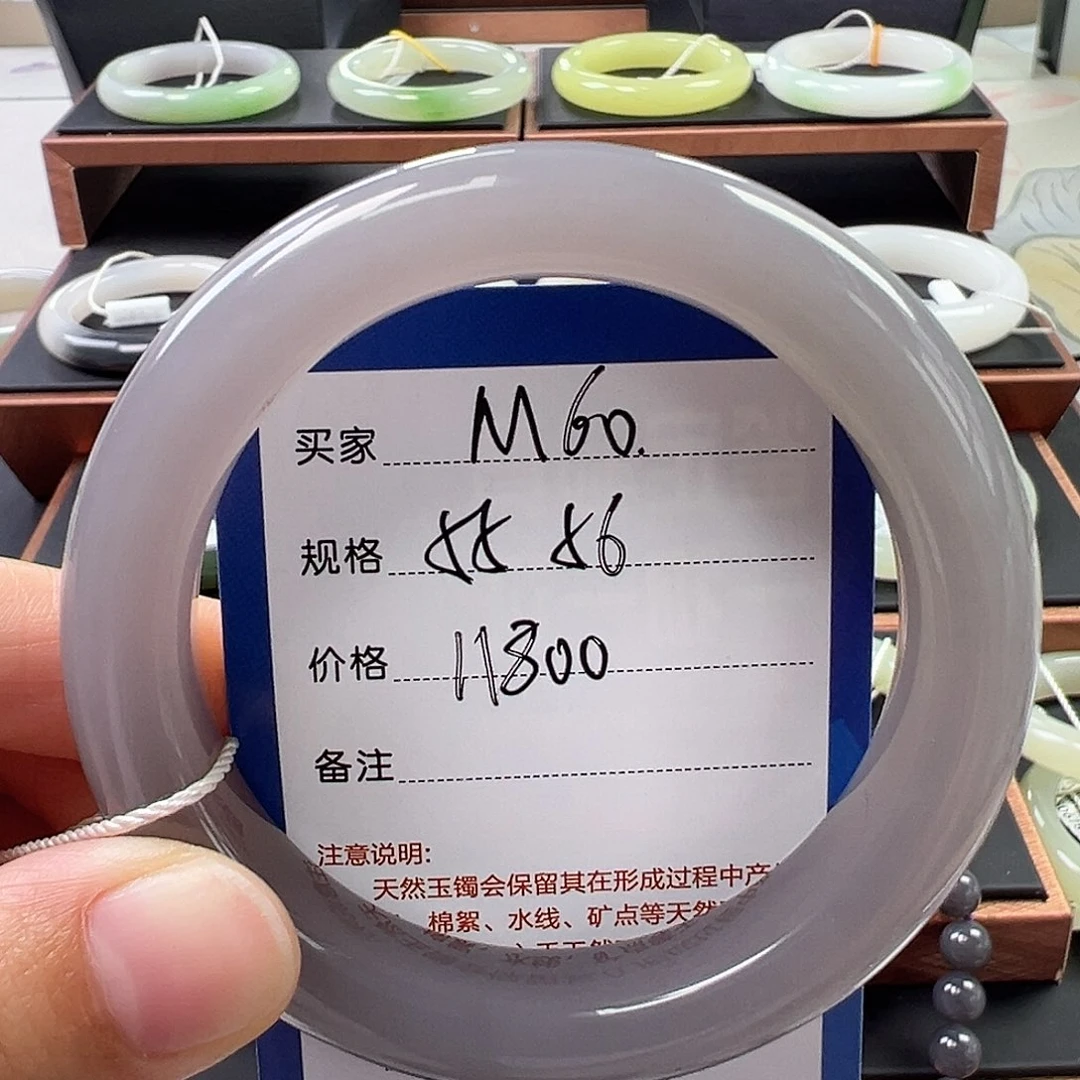 买家 M60.
规格
价格 11800
备注
注意说明:
天然玉镯会保留其在形成过程中产
棉絮、水线、矿点等天然